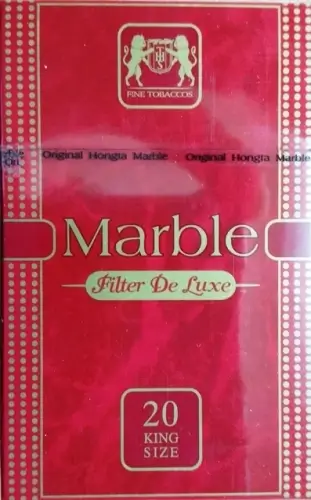 FINE TOBACCOS
Original Hongta Marble Original Hongta Marble
Marble
Filter De Luxe
20
KING
SIZE